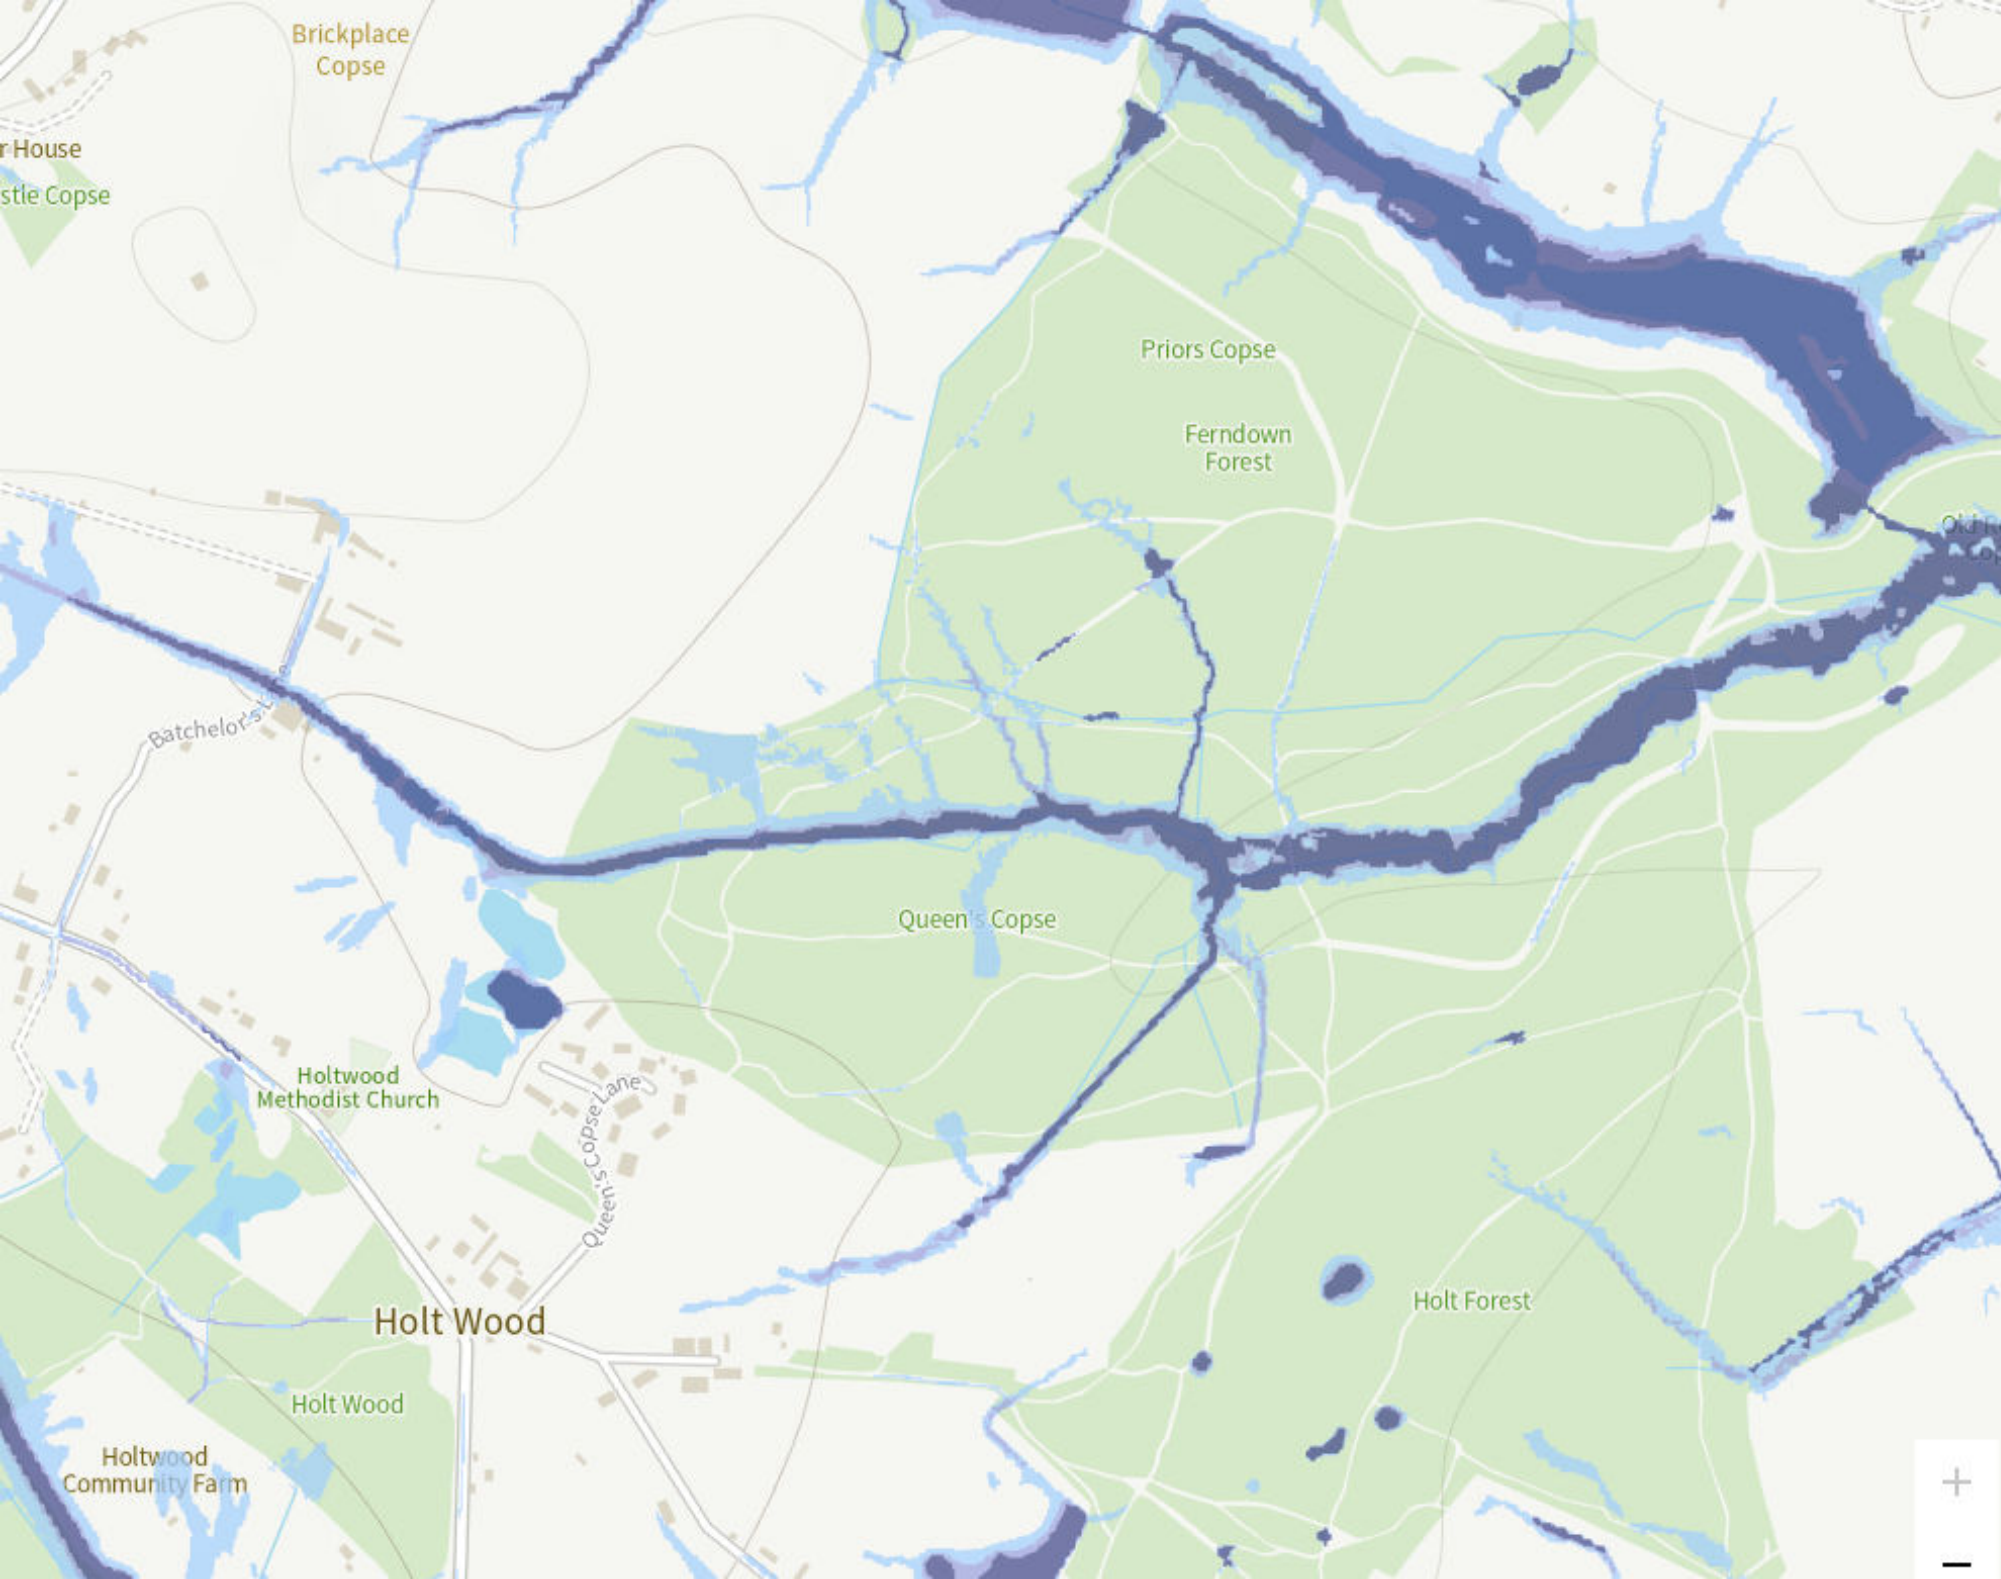 Brickplace
Copse
r House
stle Copse
Priors Copse
Ferndown
Forest
Batchelor's
Queen's Copse
Holtwood
Methodist Church
Queen's Copse Lane
Holt Wood
Holt Forest
Holt Wood
Holtwood
Community Farm
+
−